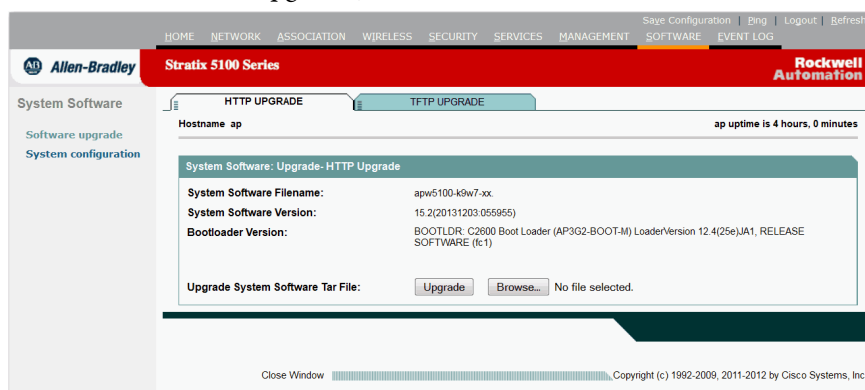 Save Configuration | Ping | Logout | Refresh
HOME NETWORK ASSOCIATION WIRELESS SECURITY SERVICES MANAGEMENT SOFTWARE EVENT LOG
AB Allen-Bradley
Stratix 5100 Series
Rockwell
Automation
System Software
HTTP UPGRADE
TFTP UPGRADE
Software upgrade
System configuration
Hostname ap
ap uptime is 4 hours, 0 minutes
System Software: Upgrade- HTTP Upgrade
System Software Filename: apw5100-k9w7-xx.
System Software Version: 15.2(20131203:055955)
Bootloader Version: BOOTLDR: C2600 Boot Loader (AP3G2-BOOT-M) LoaderVersion 12.4(25e)JA1, RELEASE
SOFTWARE (fc1)
Upgrade System Software Tar File: Upgrade Browse... No file selected.
Close Window
Copyright (c) 1992-2009, 2011-2012 by Cisco Systems, Inc.